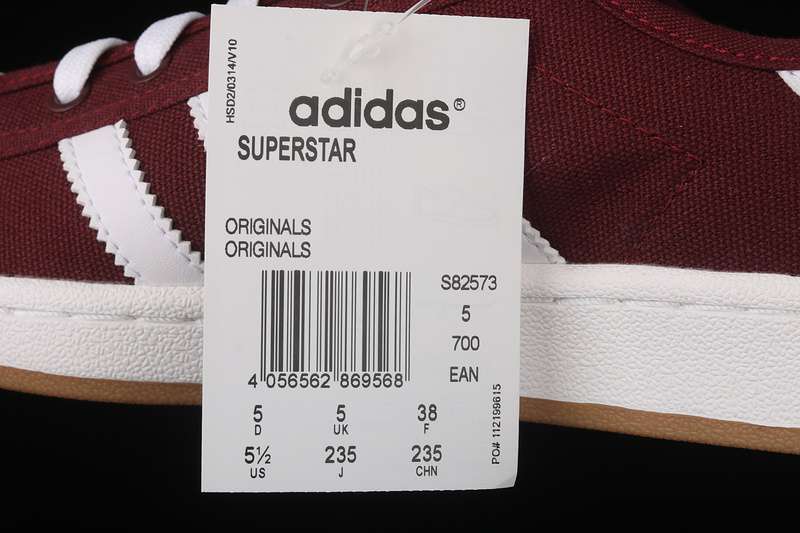 HSD2/0314/V10
adidas®
SUPERSTAR
ORIGINALS
ORIGINALS
S82573
5
700
EAN
4 056562 869568
5 5 38
D UK F
5½ 235 235
US J CHN
PO# 112199615